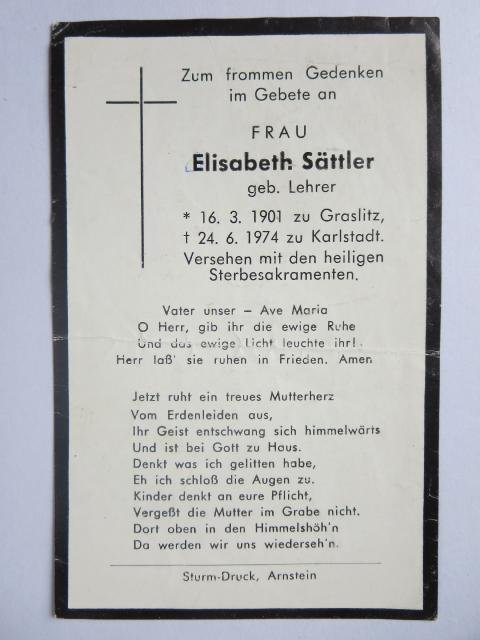 Zum frommen Gedenken
im Gebete an
FRAU
Elisabeth Sättler
geb. Lehrer
* 16. 3. 1901 zu Graslitz,
† 24. 6. 1974 zu Karlstadt.
Versehen mit den heiligen
Sterbesakramenten.
Vater unser – Ave Maria
O Herr, gib ihr die ewige Ruhe
Und das ewige Licht leuchte ihr!
Herr laß' sie ruhen in Frieden. Amen
Jetzt ruht ein treues Mutterherz
Vom Erdenleiden aus,
Ihr Geist entschwang sich himmelwärts
Und ist bei Gott zu Haus.
Denkt was ich gelitten habe,
Eh ich schloß die Augen zu.
Kinder denkt an eure Pflicht,
Vergeßt die Mutter im Grabe nicht.
Dort oben in den Himmelshöh'n
Da werden wir uns wiederseh'n.
Sturm-Druck, Arnstein